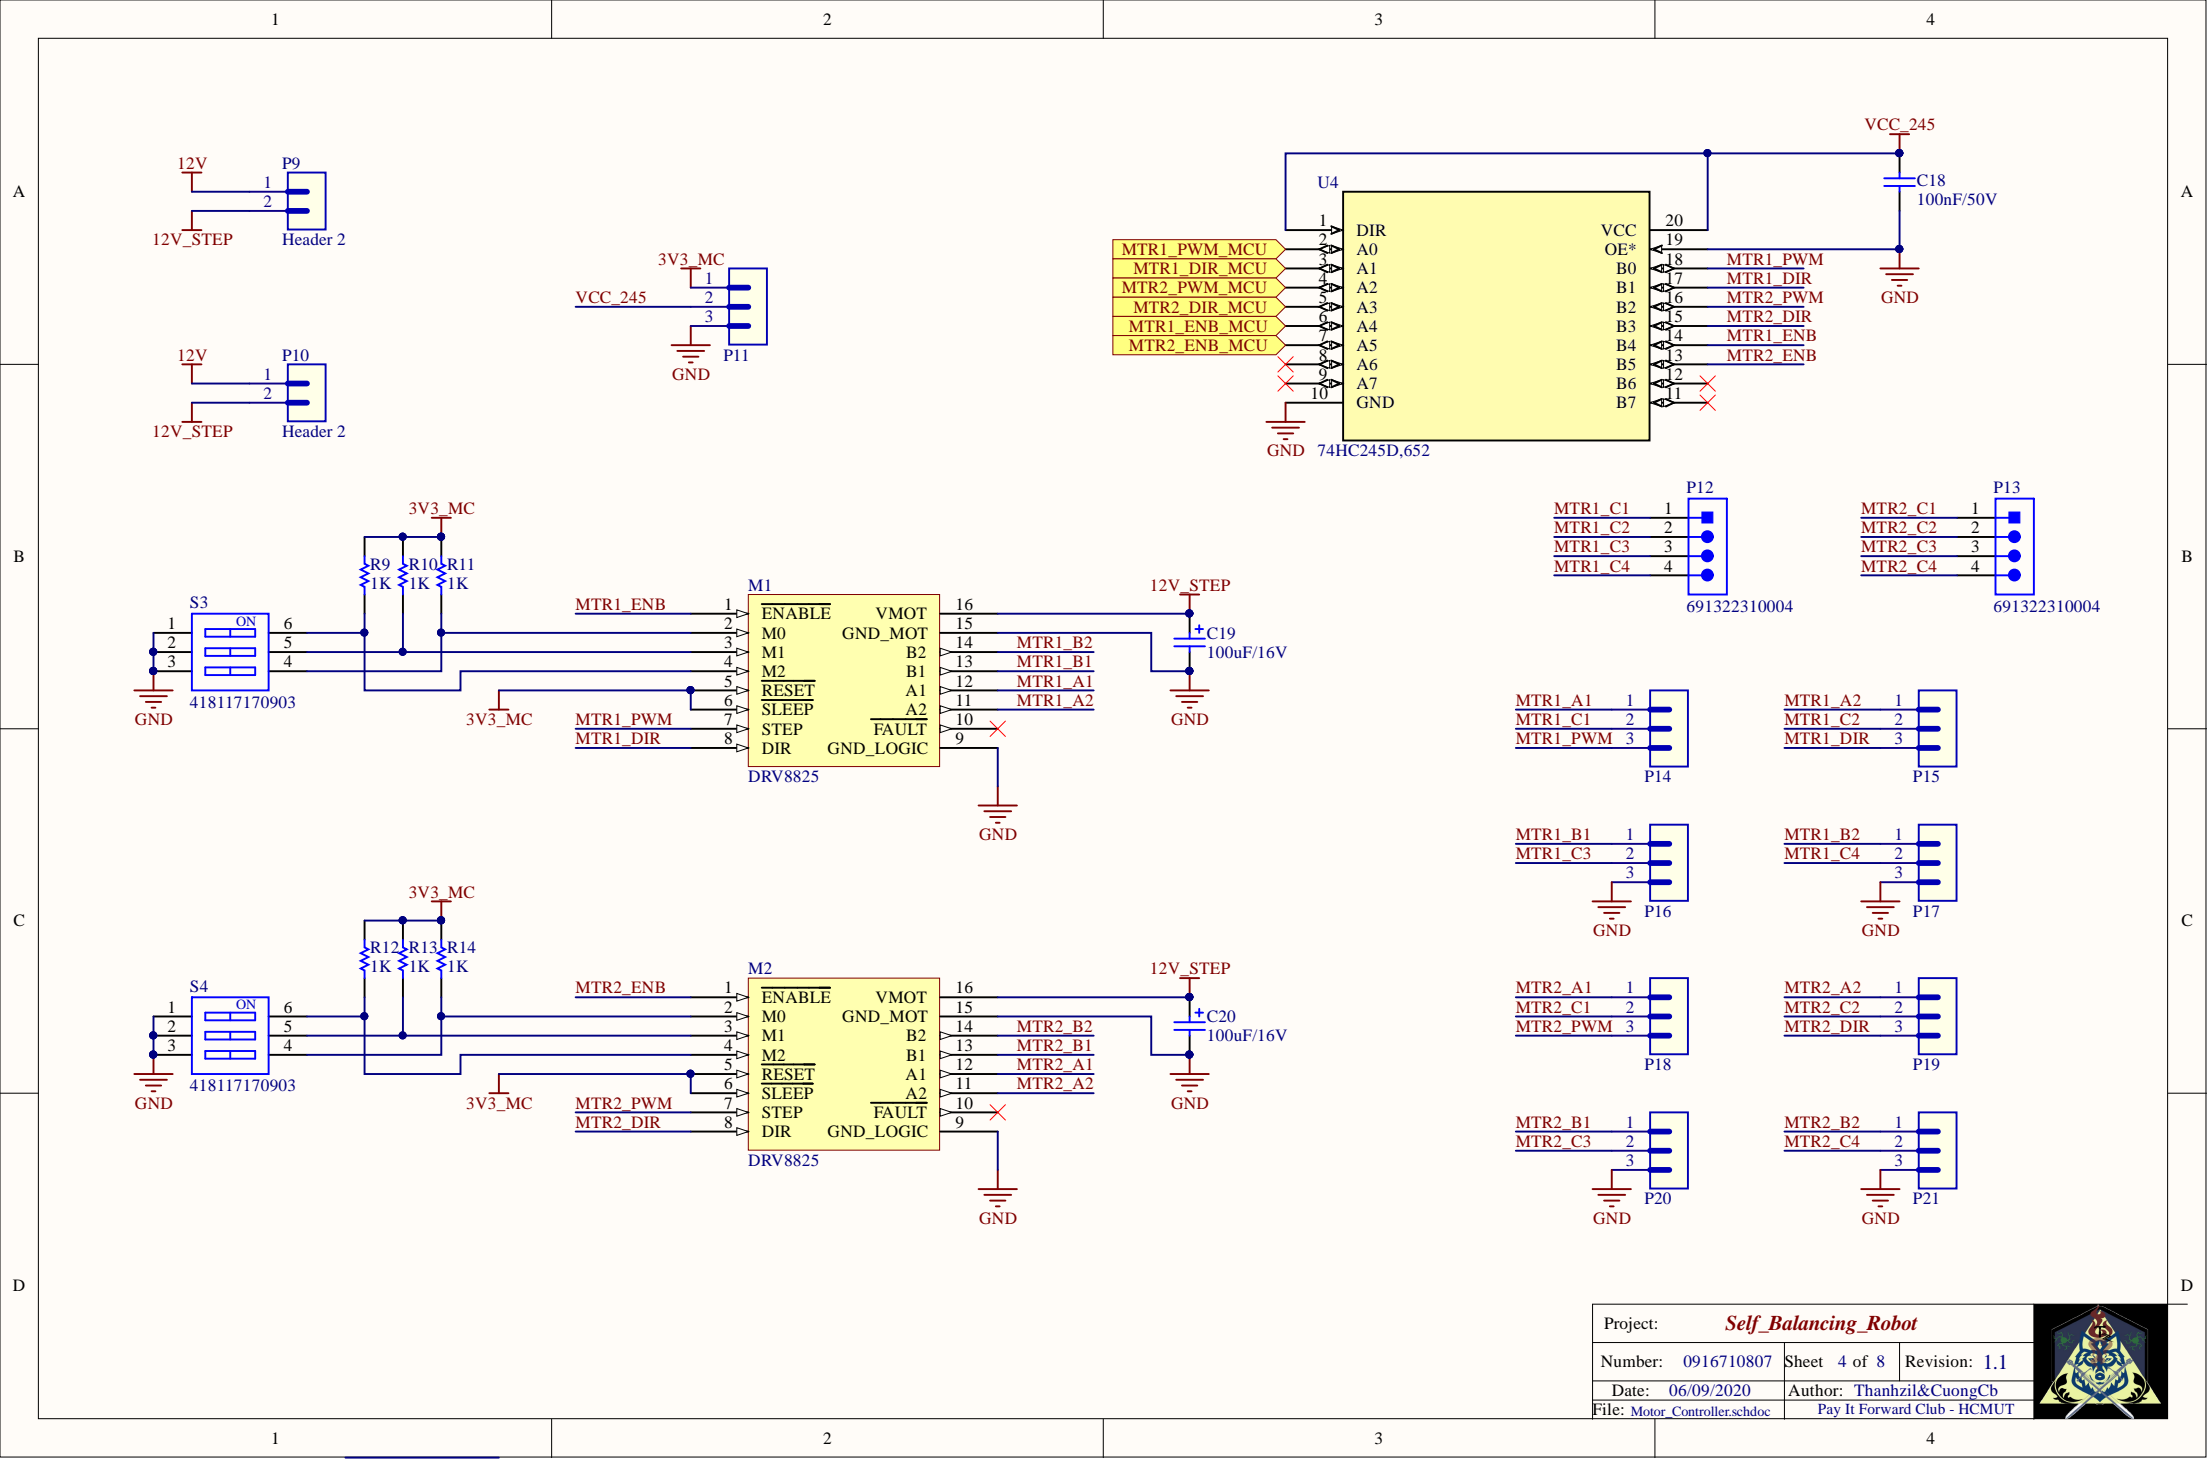 1 2 3 4
A A
B B
C C
D D
12V P9
1
2
12V_STEP Header 2
12V P10
1
2
12V_STEP Header 2
3V3_MC
1
VCC_245 2
3
GND P11
VCC_245
C18
100nF/50V
GND
U4
1 DIR VCC 20
MTR1_PWM_MCU 2 A0 OE* 19
MTR1_DIR_MCU 3 A1 B0 18 MTR1_PWM
MTR2_PWM_MCU 4 A2 B1 17 MTR1_DIR
MTR2_DIR_MCU 5 A3 B2 16 MTR2_PWM
MTR1_ENB_MCU 6 A4 B3 15 MTR2_DIR
MTR2_ENB_MCU 7 A5 B4 14 MTR1_ENB
8 A6 B5 13 MTR2_ENB
9 A7 B6 12
10 GND B7 11
GND 74HC245D,652
3V3_MC
R9 R10 R11
1K 1K 1K
S3
ON
1 6
2 5
3 4
GND 418117170903
3V3_MC
M1
MTR1_ENB 1 ENABLE VMOT 16
2 M0 GND_MOT 15
3 M1 B2 14 MTR1_B2
4 M2 B1 13 MTR1_B1
5 RESET A1 12 MTR1_A1
6 SLEEP A2 11 MTR1_A2
MTR1_PWM 7 STEP FAULT 10
MTR1_DIR 8 DIR GND_LOGIC 9
DRV8825
GND
12V_STEP
+ C19
100uF/16V
GND
P12
MTR1_C1 1
MTR1_C2 2
MTR1_C3 3
MTR1_C4 4
691322310004
P13
MTR2_C1 1
MTR2_C2 2
MTR2_C3 3
MTR2_C4 4
691322310004
MTR1_A1 1
MTR1_C1 2
MTR1_PWM 3
P14
MTR1_A2 1
MTR1_C2 2
MTR1_DIR 3
P15
MTR1_B1 1
MTR1_C3 2
3
GND P16
MTR1_B2 1
MTR1_C4 2
3
GND P17
3V3_MC
R12 R13 R14
1K 1K 1K
S4
ON
1 6
2 5
3 4
GND 418117170903
3V3_MC
M2
MTR2_ENB 1 ENABLE VMOT 16
2 M0 GND_MOT 15
3 M1 B2 14 MTR2_B2
4 M2 B1 13 MTR2_B1
5 RESET A1 12 MTR2_A1
6 SLEEP A2 11 MTR2_A2
MTR2_PWM 7 STEP FAULT 10
MTR2_DIR 8 DIR GND_LOGIC 9
DRV8825
GND
12V_STEP
+ C20
100uF/16V
GND
MTR2_A1 1
MTR2_C1 2
MTR2_PWM 3
P18
MTR2_A2 1
MTR2_C2 2
MTR2_DIR 3
P19
MTR2_B1 1
MTR2_C3 2
3
GND P20
MTR2_B2 1
MTR2_C4 2
3
GND P21
Project: Self_Balancing_Robot
Number: 0916710807 Sheet 4 of 8 Revision: 1.1
Date: 06/09/2020 Author: Thanhzil&CuongCb
File: Motor_Controller.schdoc Pay It Forward Club - HCMUT
1 2 3 4